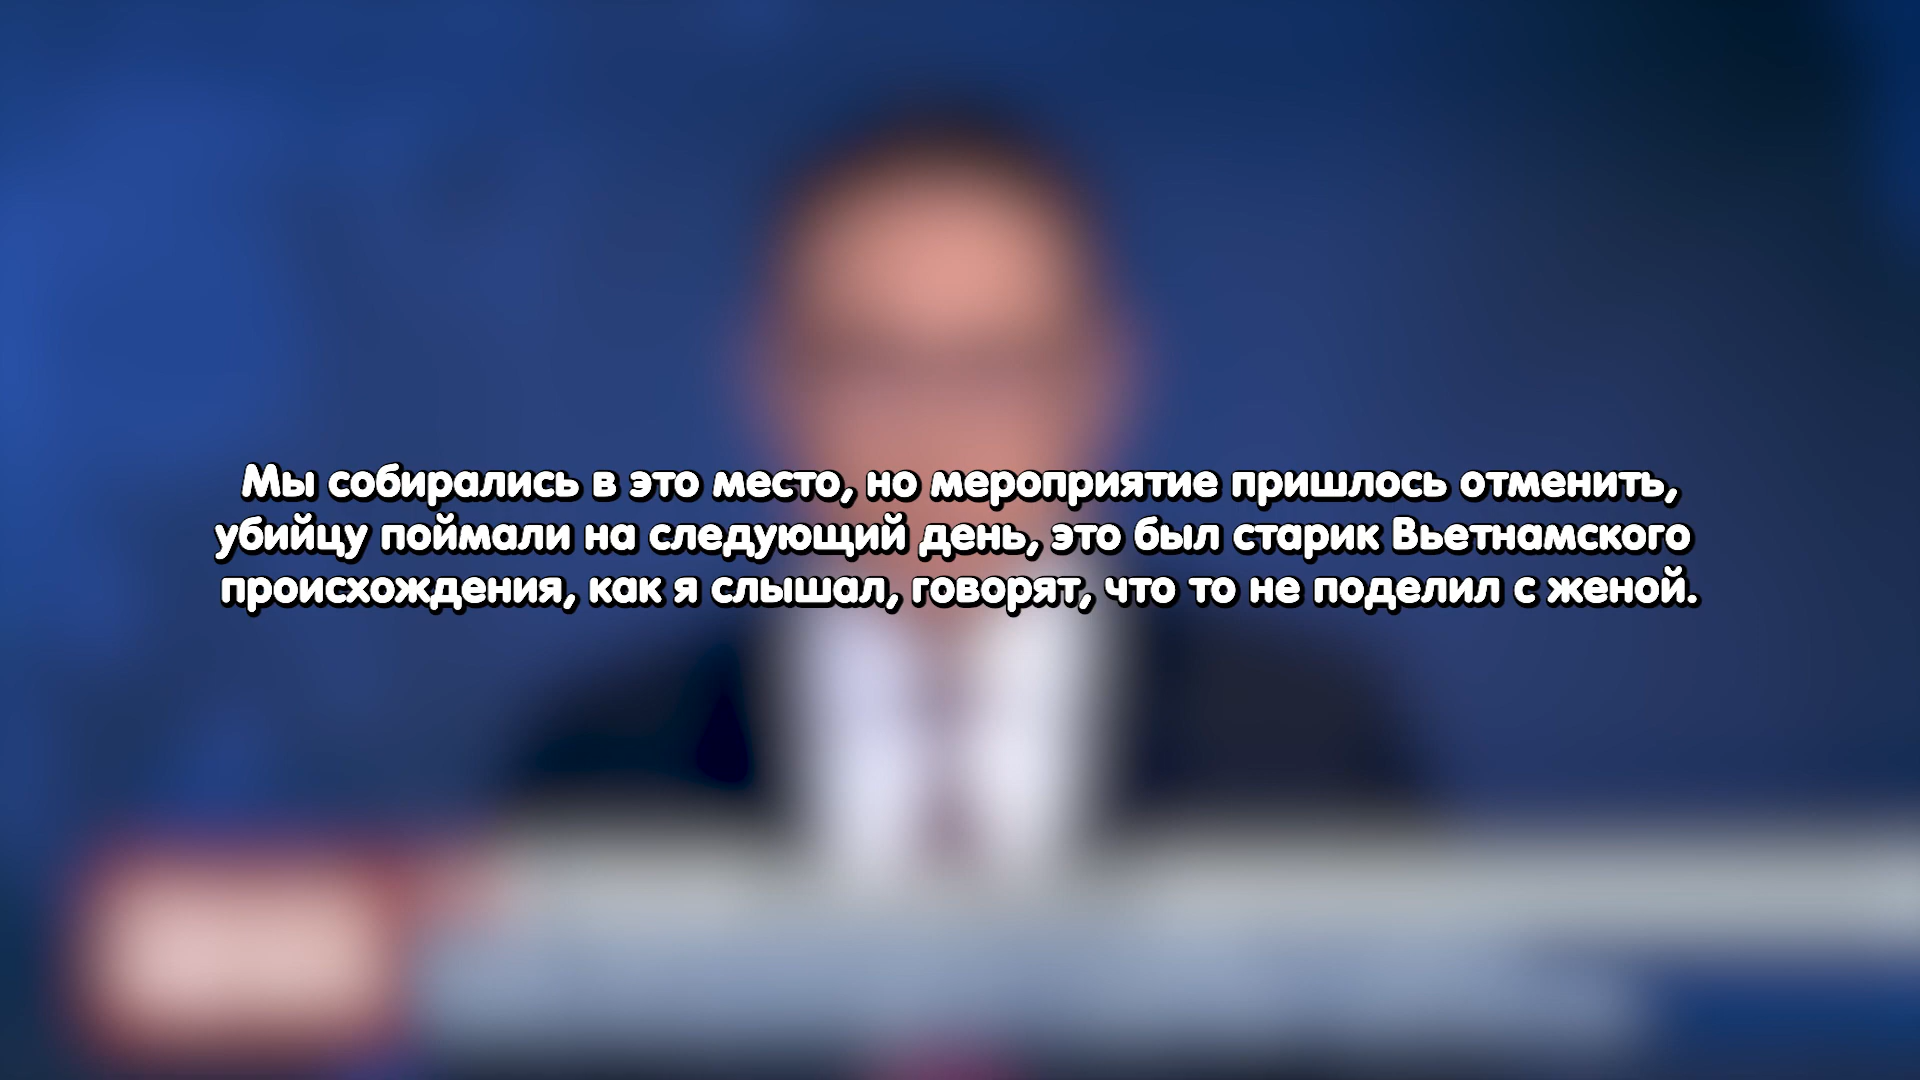 Мы собирались в это место, но мероприятие пришлось отменить,
убийцу поймали на следующий день, это был старик Вьетнамского
происхождения, как я слышал, говорят, что то не поделил с женой.